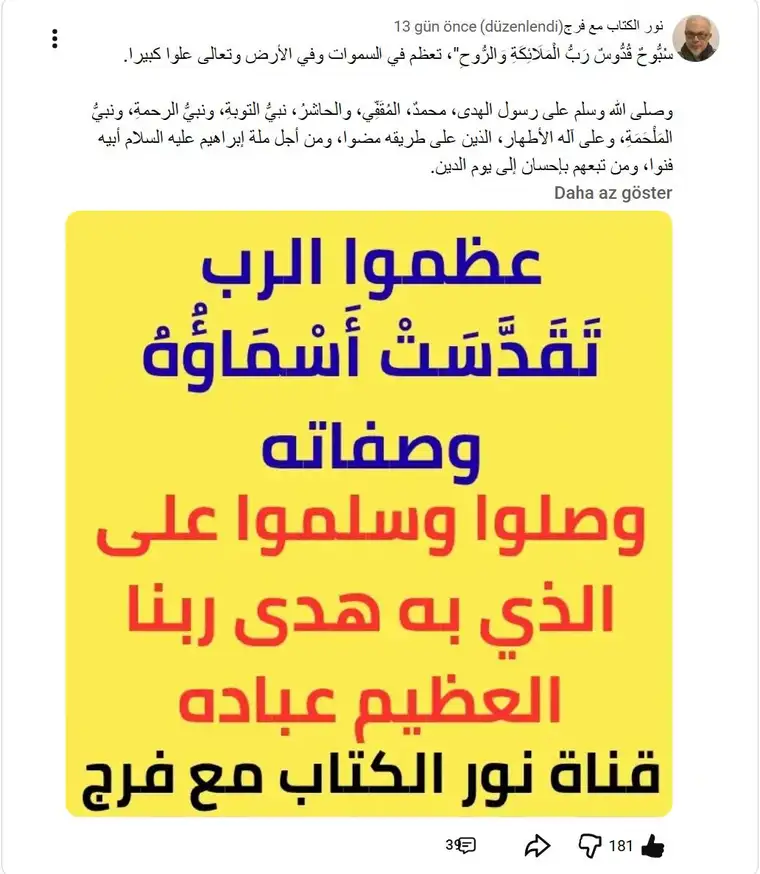 نور الكتاب مع فرج(düzenlendi) 13 gün önce
سُبُّوحٌ قُدُّوسٌ رَبُّ الْمَلَائِكَةِ وَالرُّوحِ"، تعظم في السموات وفي الأرض وتعالى علوا كبيرا.
وصلى الله وسلم على رسول الهدى، محمدٌ، المُقَفِّي، والحاشرُ، نبيُّ التوبةِ، ونبيُّ الرحمةِ، ونبيُّ
المَلْحَمَةِ، وعلى آله الأطهار، الذين على طريقه مضوا، ومن أجل ملة إبراهيم عليه السلام أبيه
فنوا، ومن تبعهم بإحسان إلى يوم الدين.
Daha az göster
عظموا الرب
تَقَدَّسَتْ أَسْمَاؤُهُ
وصفاته
وصلوا وسلموا على
الذي به هدى ربنا
العظيم عباده
قناة نور الكتاب مع فرج
181
39